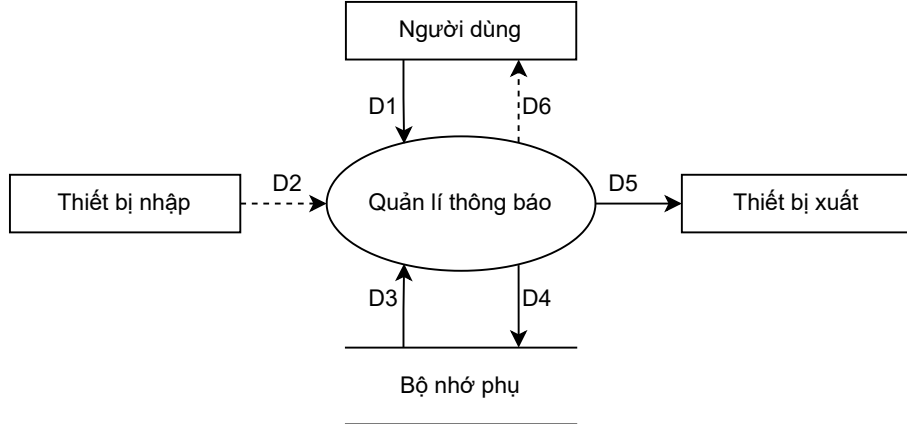 Người dùng
D1
D6
Thiết bị nhập
D2
Quản lí thông báo
D5
Thiết bị xuất
D3
D4
Bộ nhớ phụ